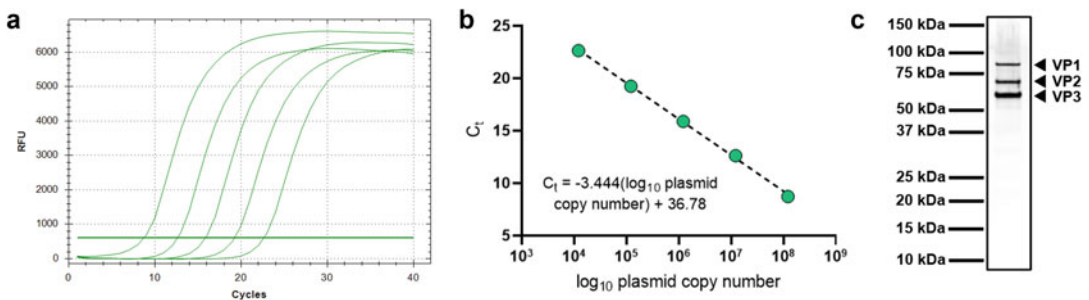 a
RFU
6000
5000
4000
3000
2000
1000
0
0 10 20 30 40
Cycles
b
Ct
25
20
15
10
5
Ct = -3.444(log10 plasmid
copy number) + 36.78
10³ 10⁴ 10⁵ 10⁶ 10⁷ 10⁸ 10⁹
log10 plasmid copy number
c
150 kDa
100 kDa
75 kDa
50 kDa
37 kDa
25 kDa
20 kDa
15 kDa
10 kDa
VP1
VP2
VP3